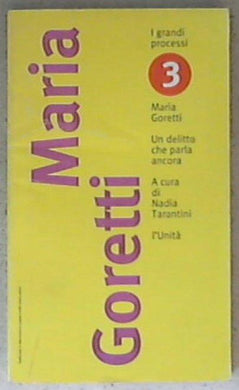 Maria
Goretti
I grandi
processi
3
Maria
Goretti
Un delitto
che parla
ancora
A cura
di
Nadia
Tarantini
l'Unità